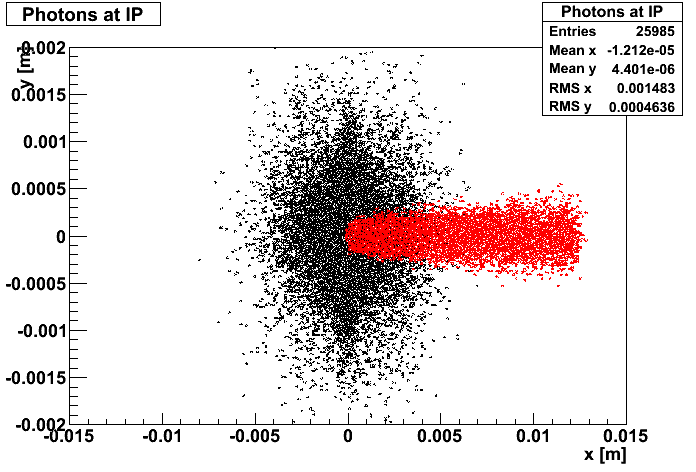 Photons at IP
Photons at IP
Entries 25985
Mean x -1.212e-05
Mean y 4.401e-06
RMS x 0.001483
RMS y 0.0004636
y [m]
0.002
0.0015
0.001
0.0005
0
-0.0005
-0.001
-0.0015
-0.002
-0.015 -0.01 -0.005 0 0.005 0.01 0.015
x [m]